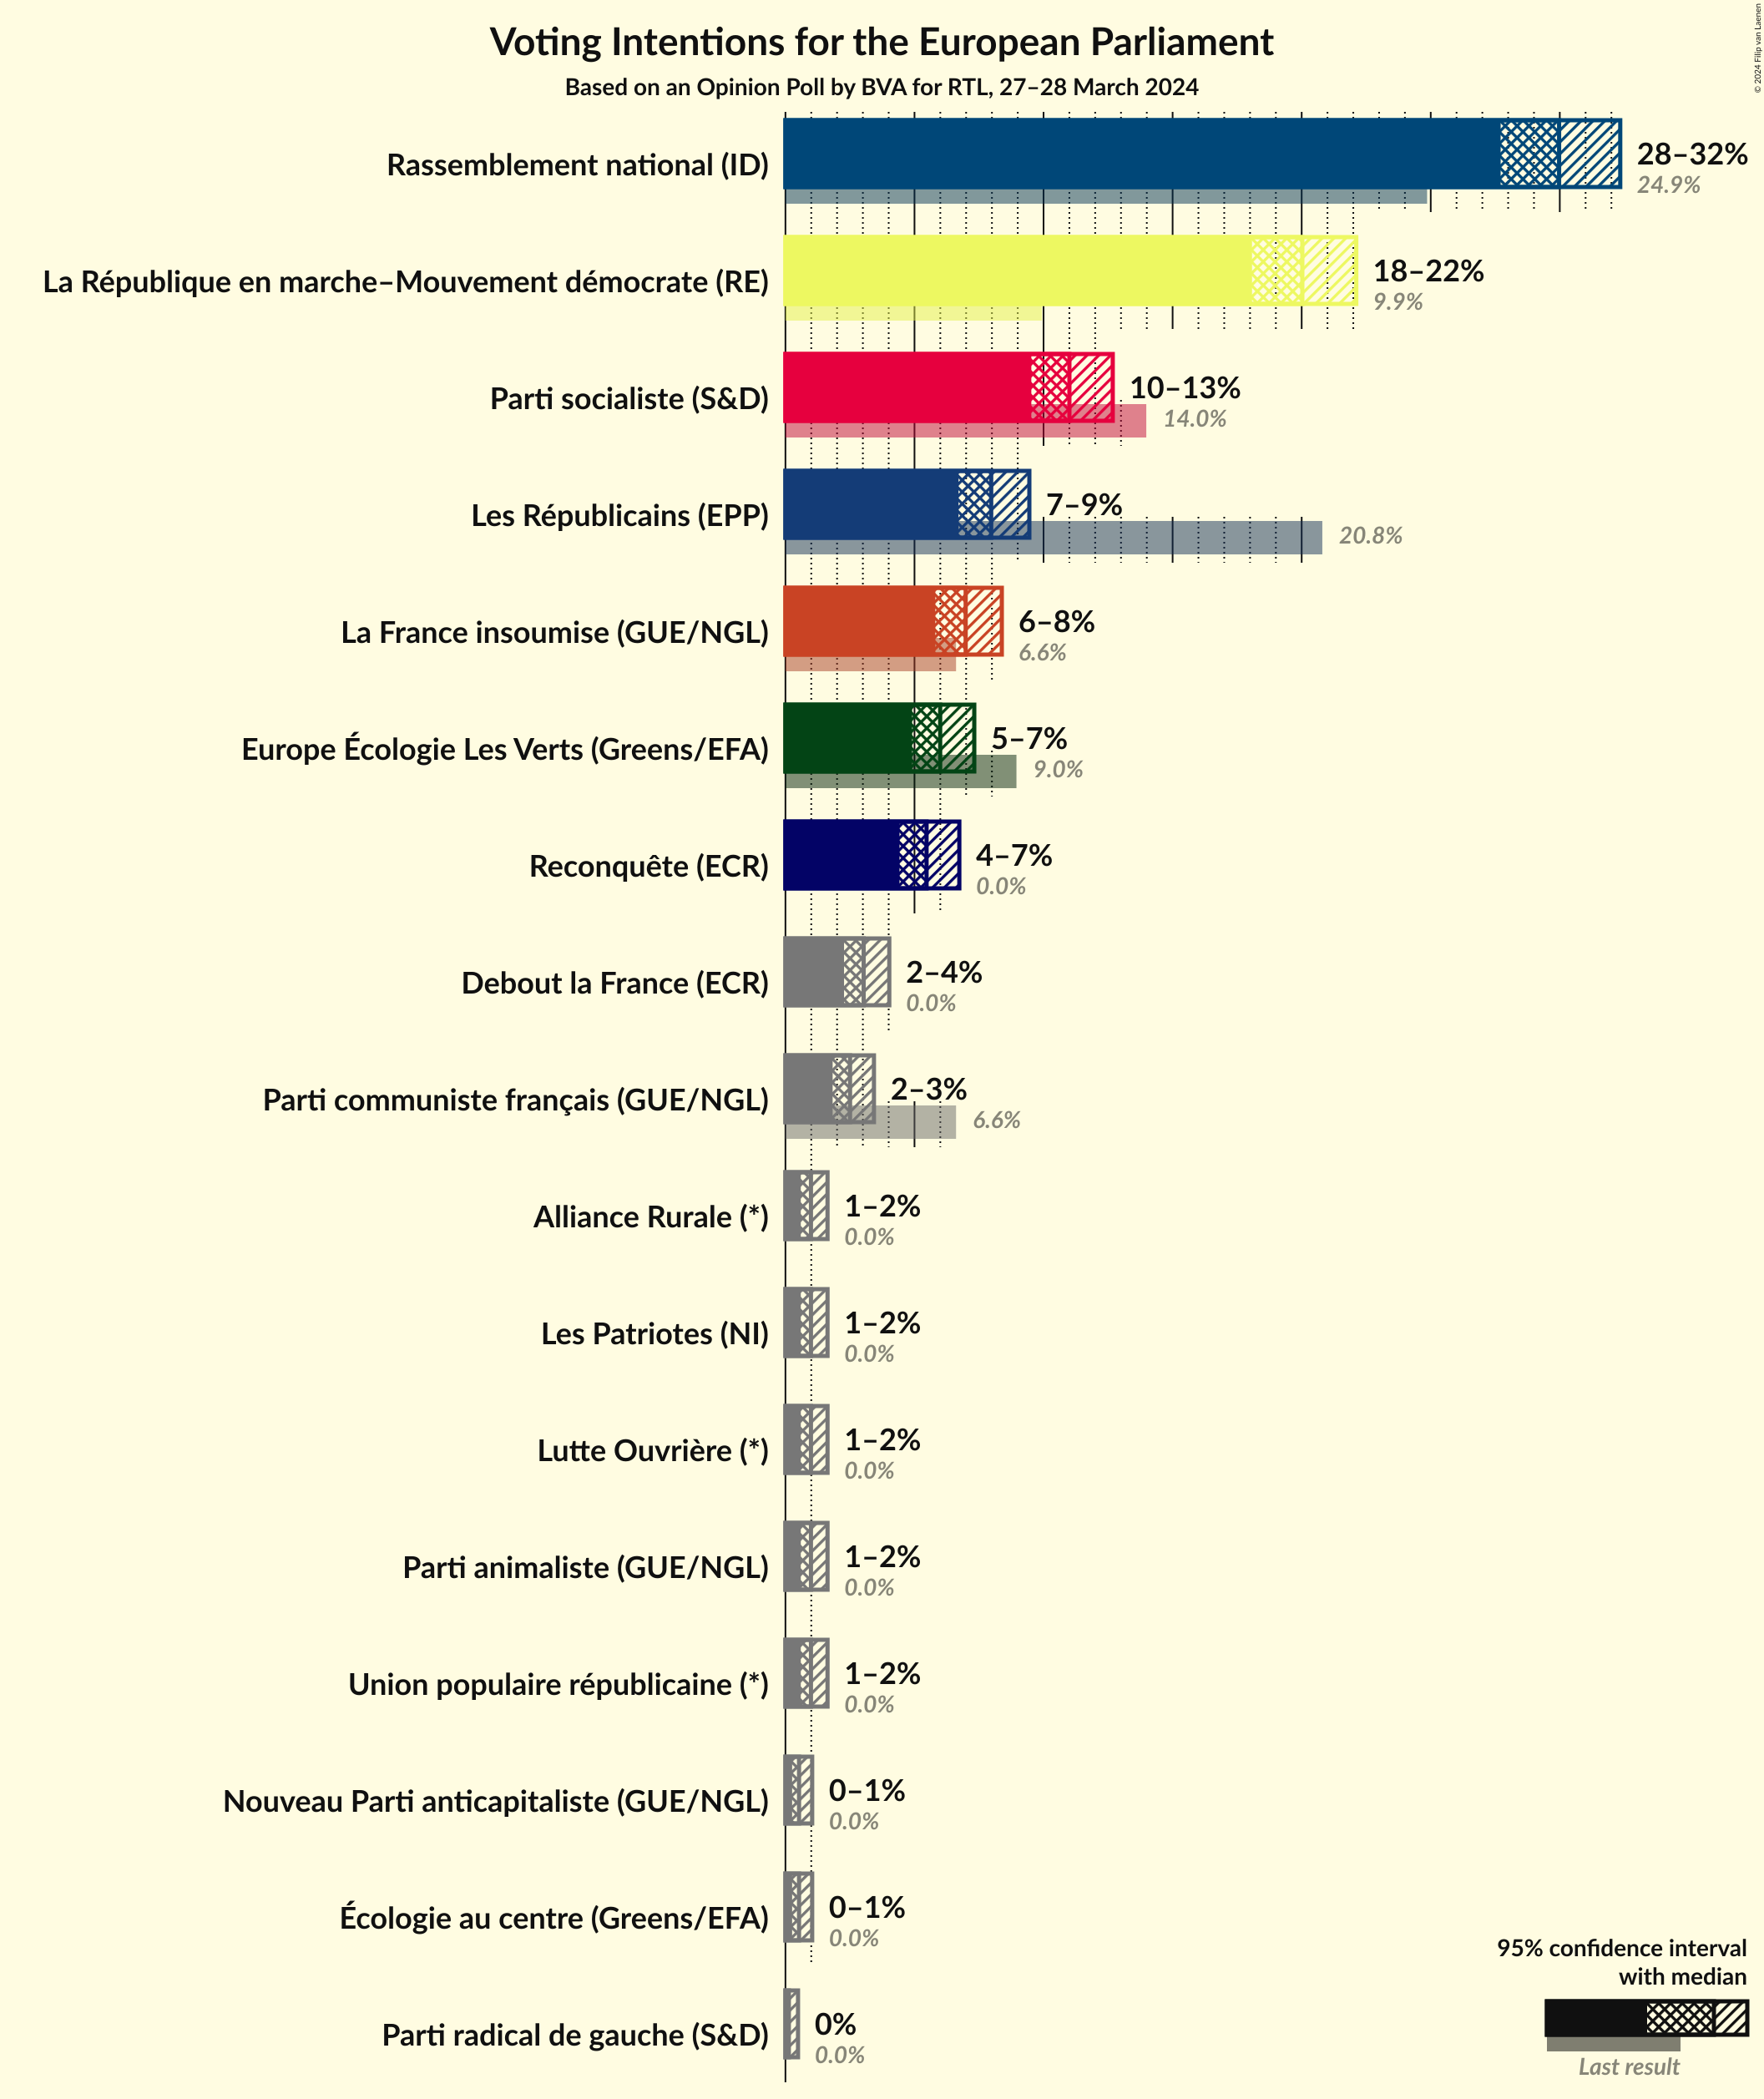 Voting Intentions for the European Parliament
Based on an Opinion Poll by BVA for RTL, 27–28 March 2024
© 2024 Filip van Laenen
Rassemblement national (ID)
28–32%
24.9%
La République en marche–Mouvement démocrate (RE)
18–22%
9.9%
Parti socialiste (S&D)
10–13%
14.0%
Les Républicains (EPP)
7–9%
20.8%
La France insoumise (GUE/NGL)
6–8%
6.6%
Europe Écologie Les Verts (Greens/EFA)
5–7%
9.0%
Reconquête (ECR)
4–7%
0.0%
Debout la France (ECR)
2–4%
0.0%
Parti communiste français (GUE/NGL)
2–3%
6.6%
Alliance Rurale (*)
1–2%
0.0%
Les Patriotes (NI)
1–2%
0.0%
Lutte Ouvrière (*)
1–2%
0.0%
Parti animaliste (GUE/NGL)
1–2%
0.0%
Union populaire républicaine (*)
1–2%
0.0%
Nouveau Parti anticapitaliste (GUE/NGL)
0–1%
0.0%
Écologie au centre (Greens/EFA)
0–1%
0.0%
Parti radical de gauche (S&D)
0%
0.0%
95% confidence interval
with median
Last result